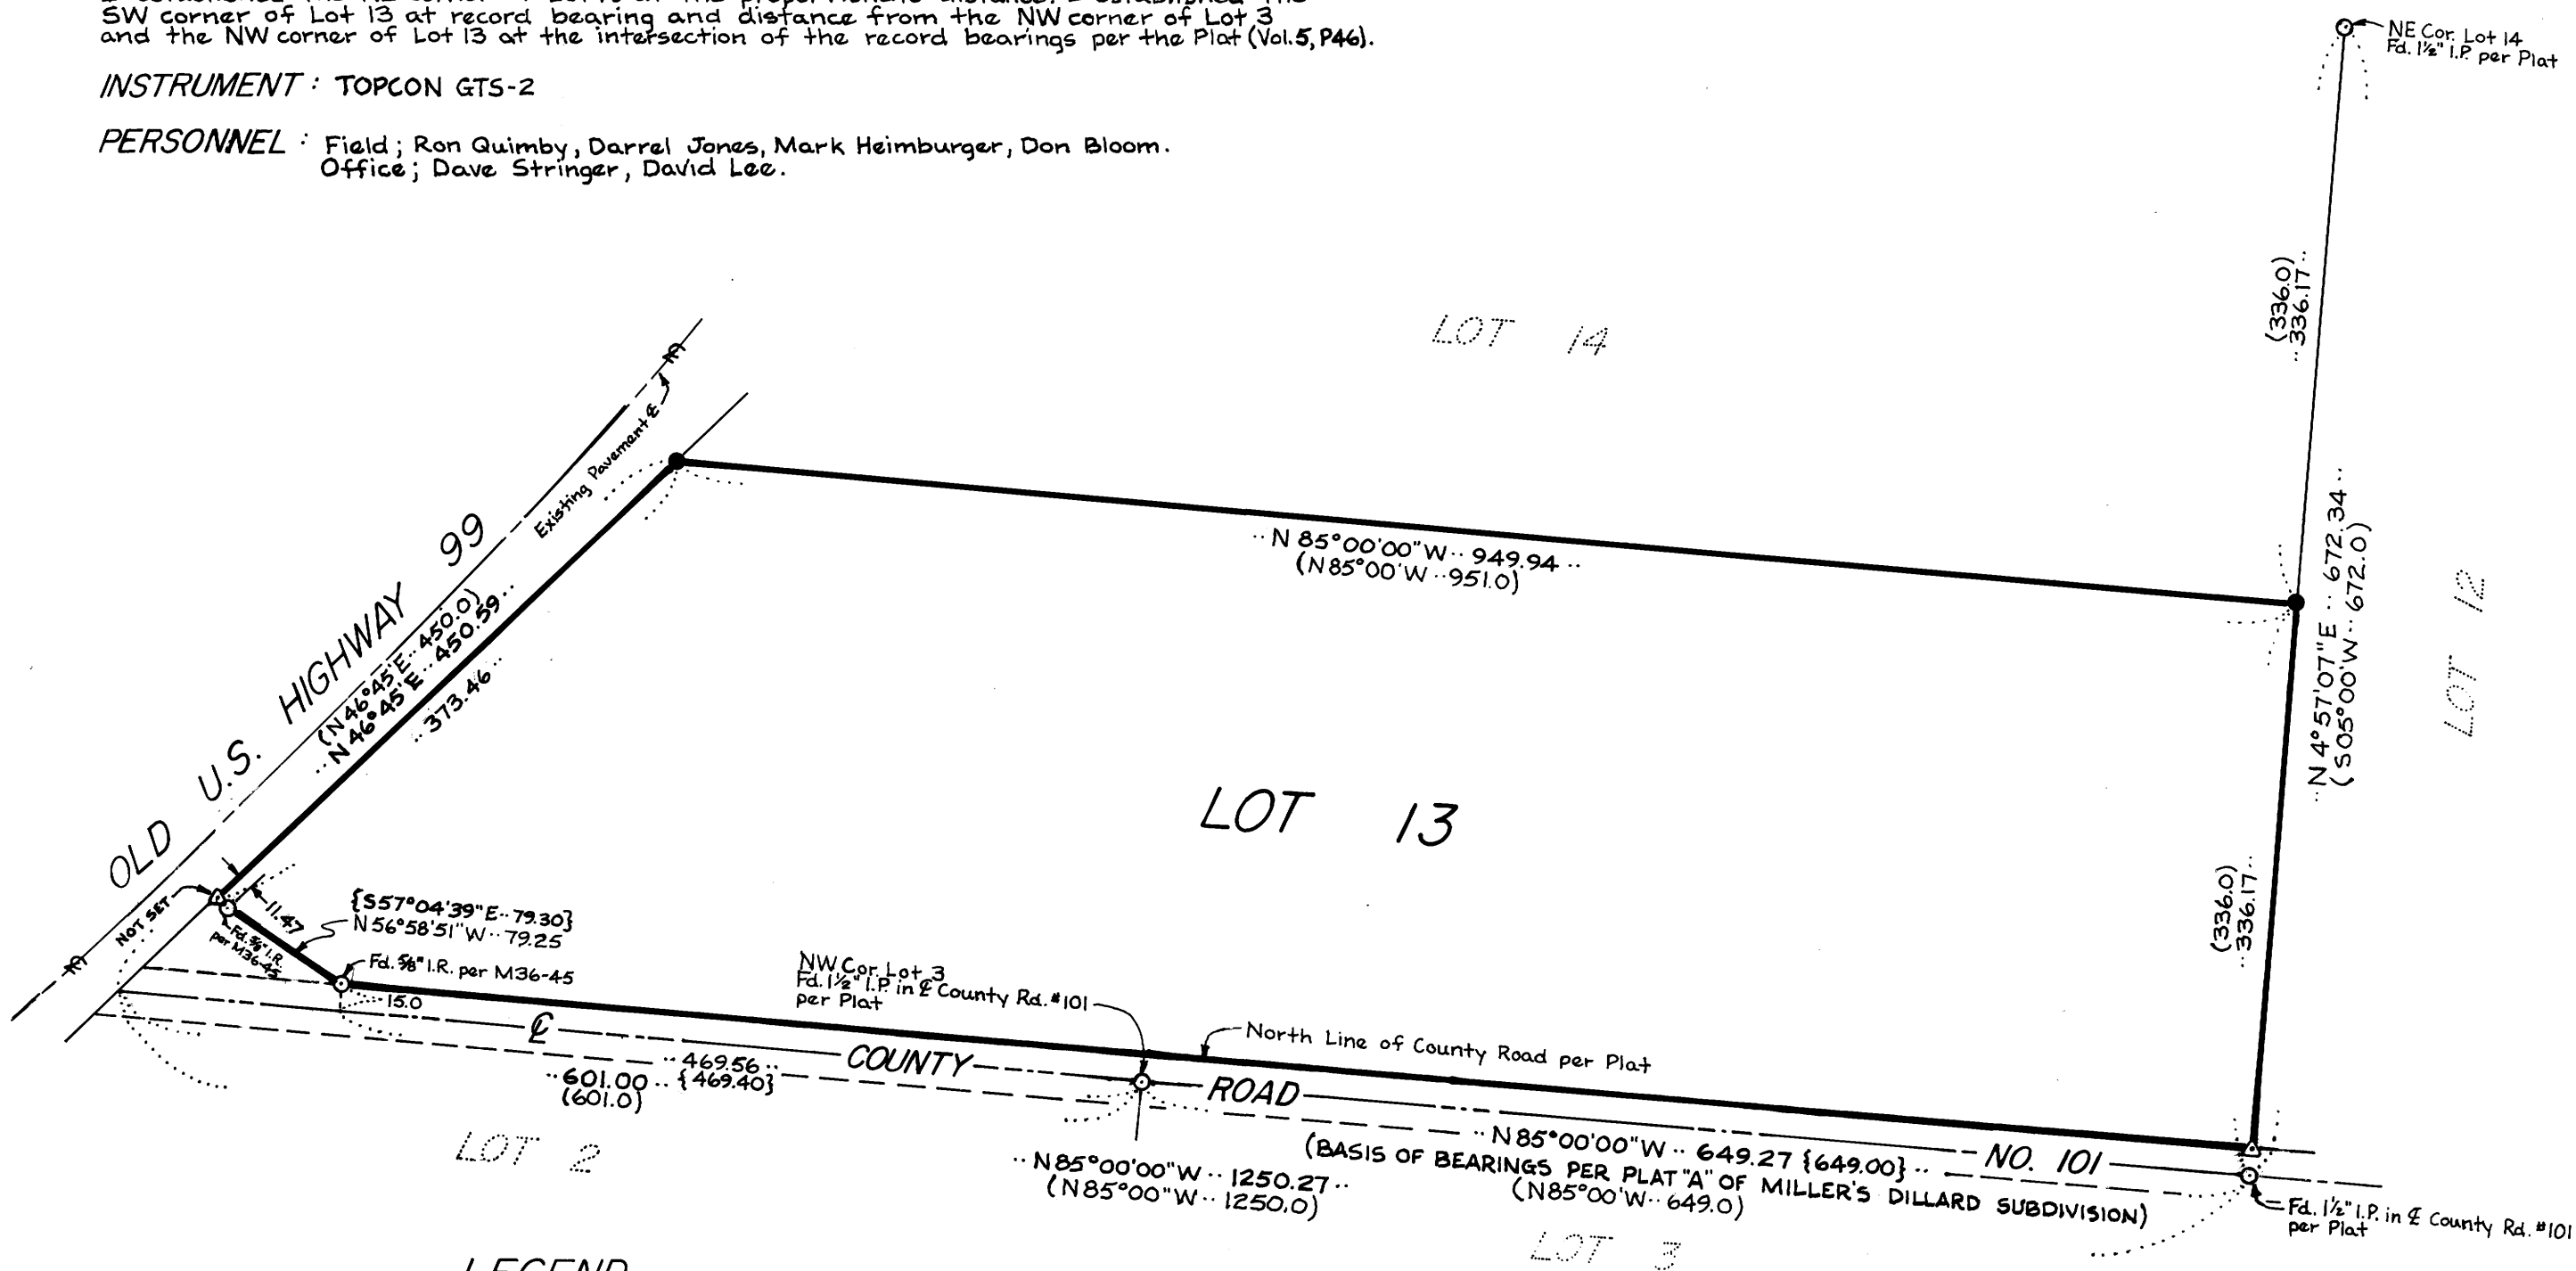 SW corner of Lot 13 at record bearing and distance from the NW corner of Lot 3
and the NW corner of Lot 13 at the intersection of the record bearings per the Plat (Vol.5, P46).
INSTRUMENT : TOPCON GTS-2
PERSONNEL : Field; Ron Quimby, Darrel Jones, Mark Heimburger, Don Bloom.
Office; Dave Stringer, David Lee.
NE Cor. Lot 14
Fd. 1½" I.P. per Plat
(336.0)
··336.17··
LOT 14
Existing Pavement ℄
OLD U.S. HIGHWAY 99
(N46°45'E··450.0)
··N46°45'E··450.59··
··373.46··
··N 85°00'00"W·· 949.94··
(N85°00'W··951.0)
··N 4°57'07"E·· 672.34··
(S05°00'W·· 672.0)
LOT 12
LOT 13
(336.0)
··336.17··
NOT SET
11.47
{S57°04'39"E··79.30}
N56°58'51"W··79.25
Fd. ⅝" I.R.
per M36-45
Fd. ⅝" I.R. per M36-45
15.0
NW Cor. Lot 3
Fd. 1½" I.P. in ℄ County Rd. #101
per Plat
North Line of County Road per Plat
℄ COUNTY ROAD NO. 101
··469.56··
··601.00·· {469.40}
(601.0)
LOT 2
··N85°00'00"W·· 1250.27··
(N85°00"W·· 1250.0)
··N85°00'00"W·· 649.27 {649.00}··
(BASIS OF BEARINGS PER PLAT "A" OF MILLER'S DILLARD SUBDIVISION)
(N85°00'W·· 649.0)
Fd. 1½" I.P. in ℄ County Rd. #101
per Plat
LOT 3
LEGEND